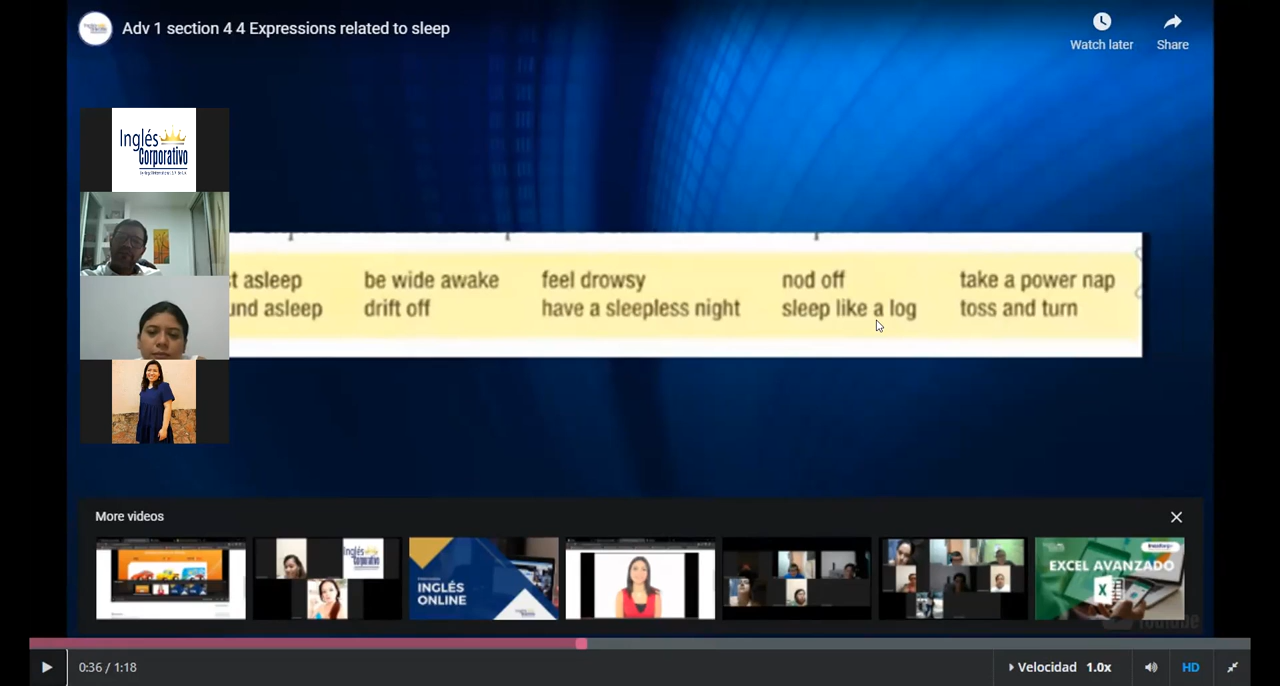 Adv 1 section 4 4 Expressions related to sleep
Watch later
Share
Inglés
Corporativo
t asleep be wide awake feel drowsy nod off take a power nap
und asleep drift off have a sleepless night sleep like a log toss and turn
More videos
Inglés
Corporativo
INGLÉS
ONLINE
EXCEL AVANZADO
0:36 / 1:18
Velocidad 1.0x
HD